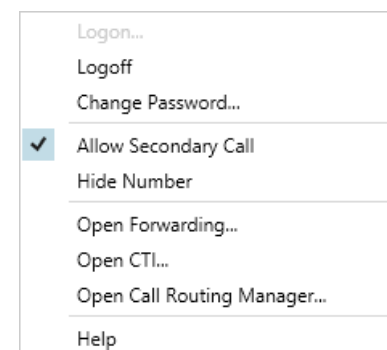 Logon...
Logoff
Change Password...
Allow Secondary Call
Hide Number
Open Forwarding...
Open CTI...
Open Call Routing Manager...
Help